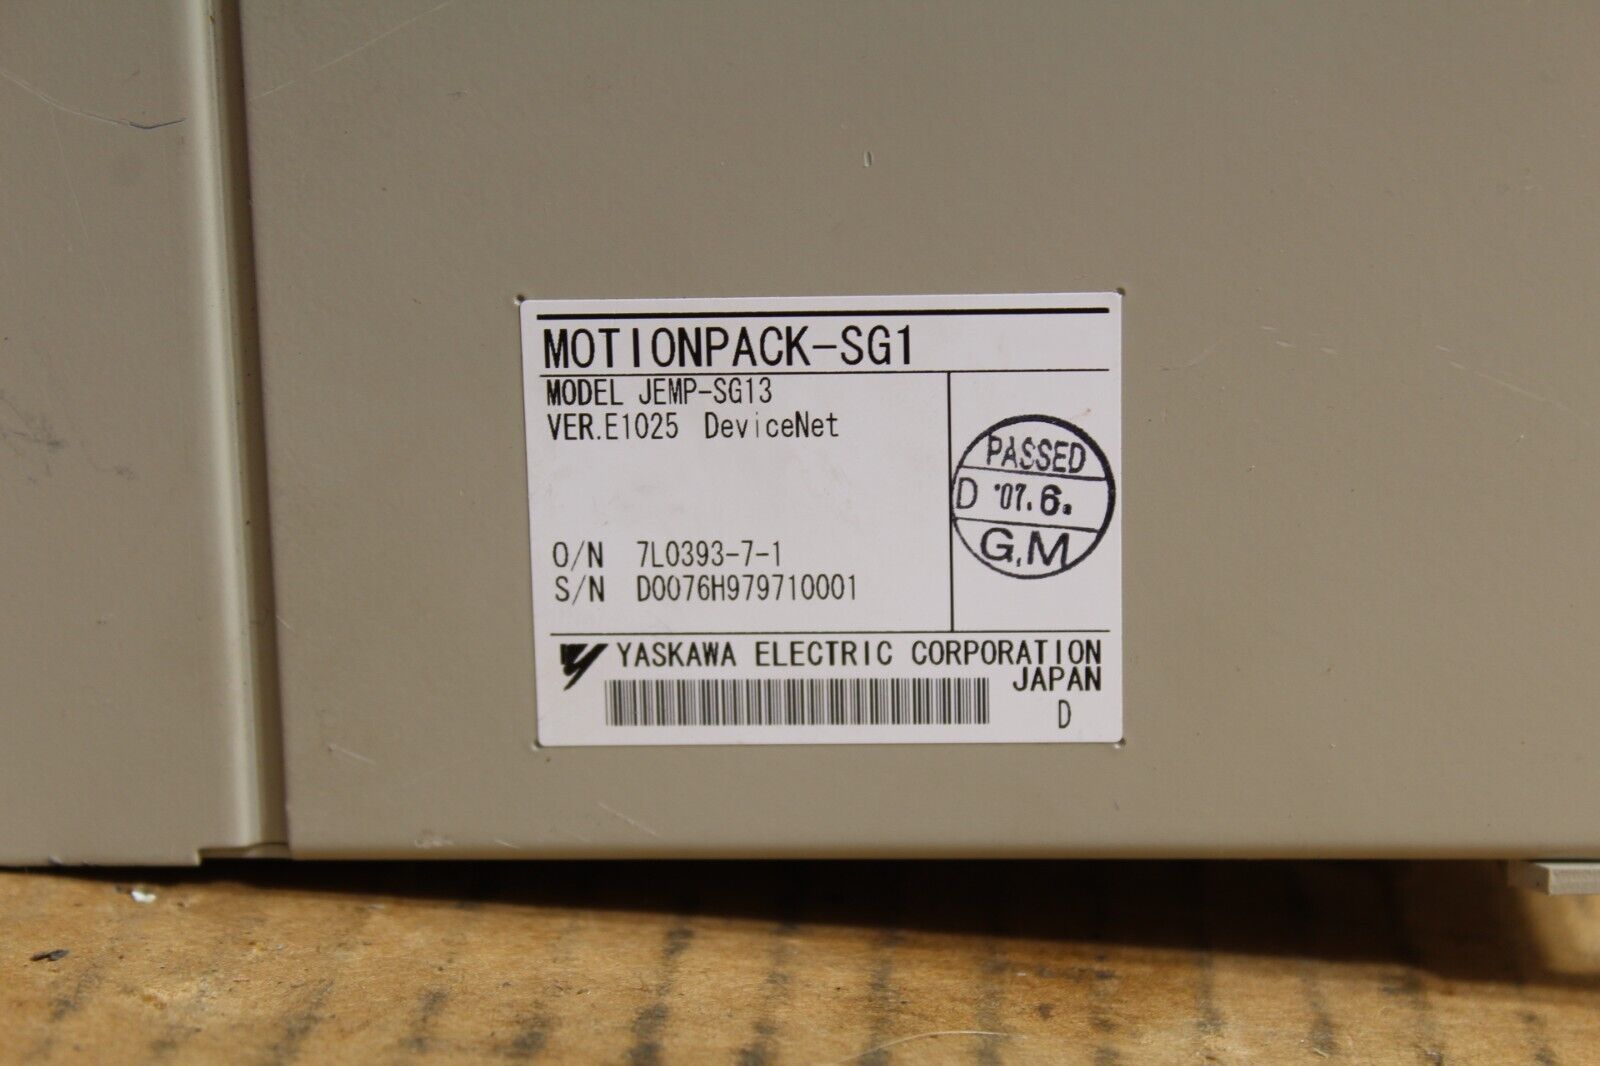 MOTIONPACK-SG1
MODEL JEMP-SG13
VER.E1025 DeviceNet
PASSED
D '07.6.
G.M
O/N 7L0393-7-1
S/N D0076H979710001
YASKAWA ELECTRIC CORPORATION
JAPAN
D